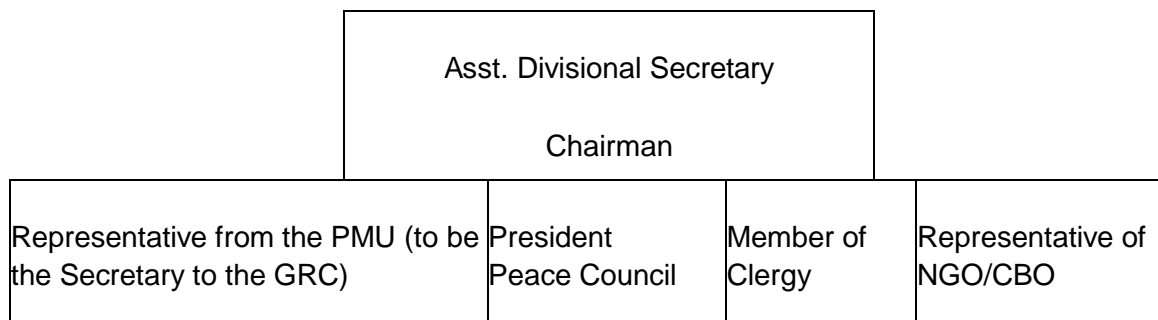 Asst. Divisional Secretary
Chairman
Representative from the PMU (to be
the Secretary to the GRC)
President
Peace Council
Member of
Clergy
Representative of
NGO/CBO